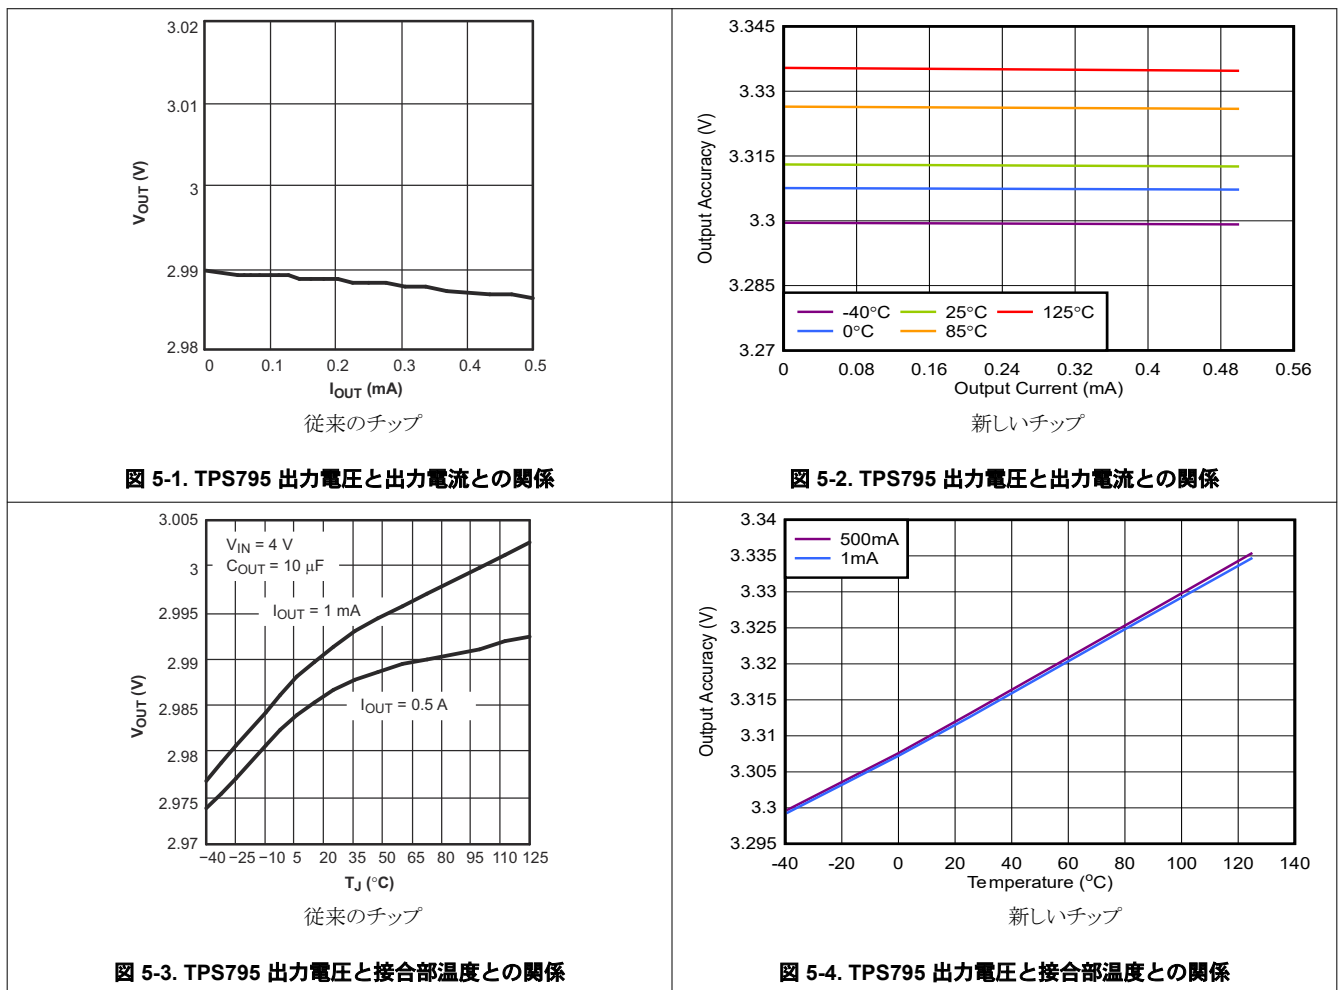 3.02
3.01
3
2.99
2.98
VOUT (V)
0 0.1 0.2 0.3 0.4 0.5
IOUT (mA)
従来のチップ
図 5-1. TPS795 出力電圧と出力電流との関係
3.345
3.33
3.315
3.3
3.285
3.27
Output Accuracy (V)
-40°C 25°C 125°C
0°C 85°C
0 0.08 0.16 0.24 0.32 0.4 0.48 0.56
Output Current (mA)
新しいチップ
図 5-2. TPS795 出力電圧と出力電流との関係
3.005
3
2.995
2.99
2.985
2.98
2.975
2.97
VOUT (V)
VIN = 4 V
COUT = 10 μF
IOUT = 1 mA
IOUT = 0.5 A
−40 −25 −10 5 20 35 50 65 80 95 110 125
TJ (°C)
従来のチップ
図 5-3. TPS795 出力電圧と接合部温度との関係
3.34
3.335
3.33
3.325
3.32
3.315
3.31
3.305
3.3
3.295
Output Accuracy (V)
500mA
1mA
-40 -20 0 20 40 60 80 100 120 140
Temperature (°C)
新しいチップ
図 5-4. TPS795 出力電圧と接合部温度との関係